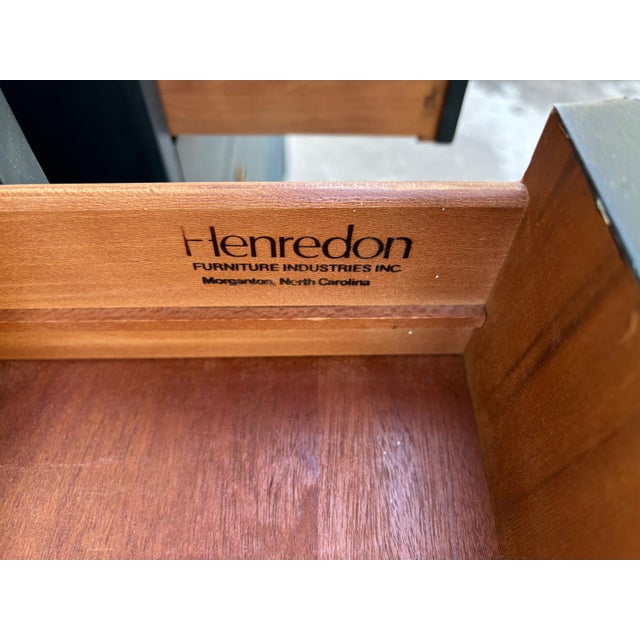 Henredon
FURNITURE INDUSTRIES INC
Morganton, North Carolina